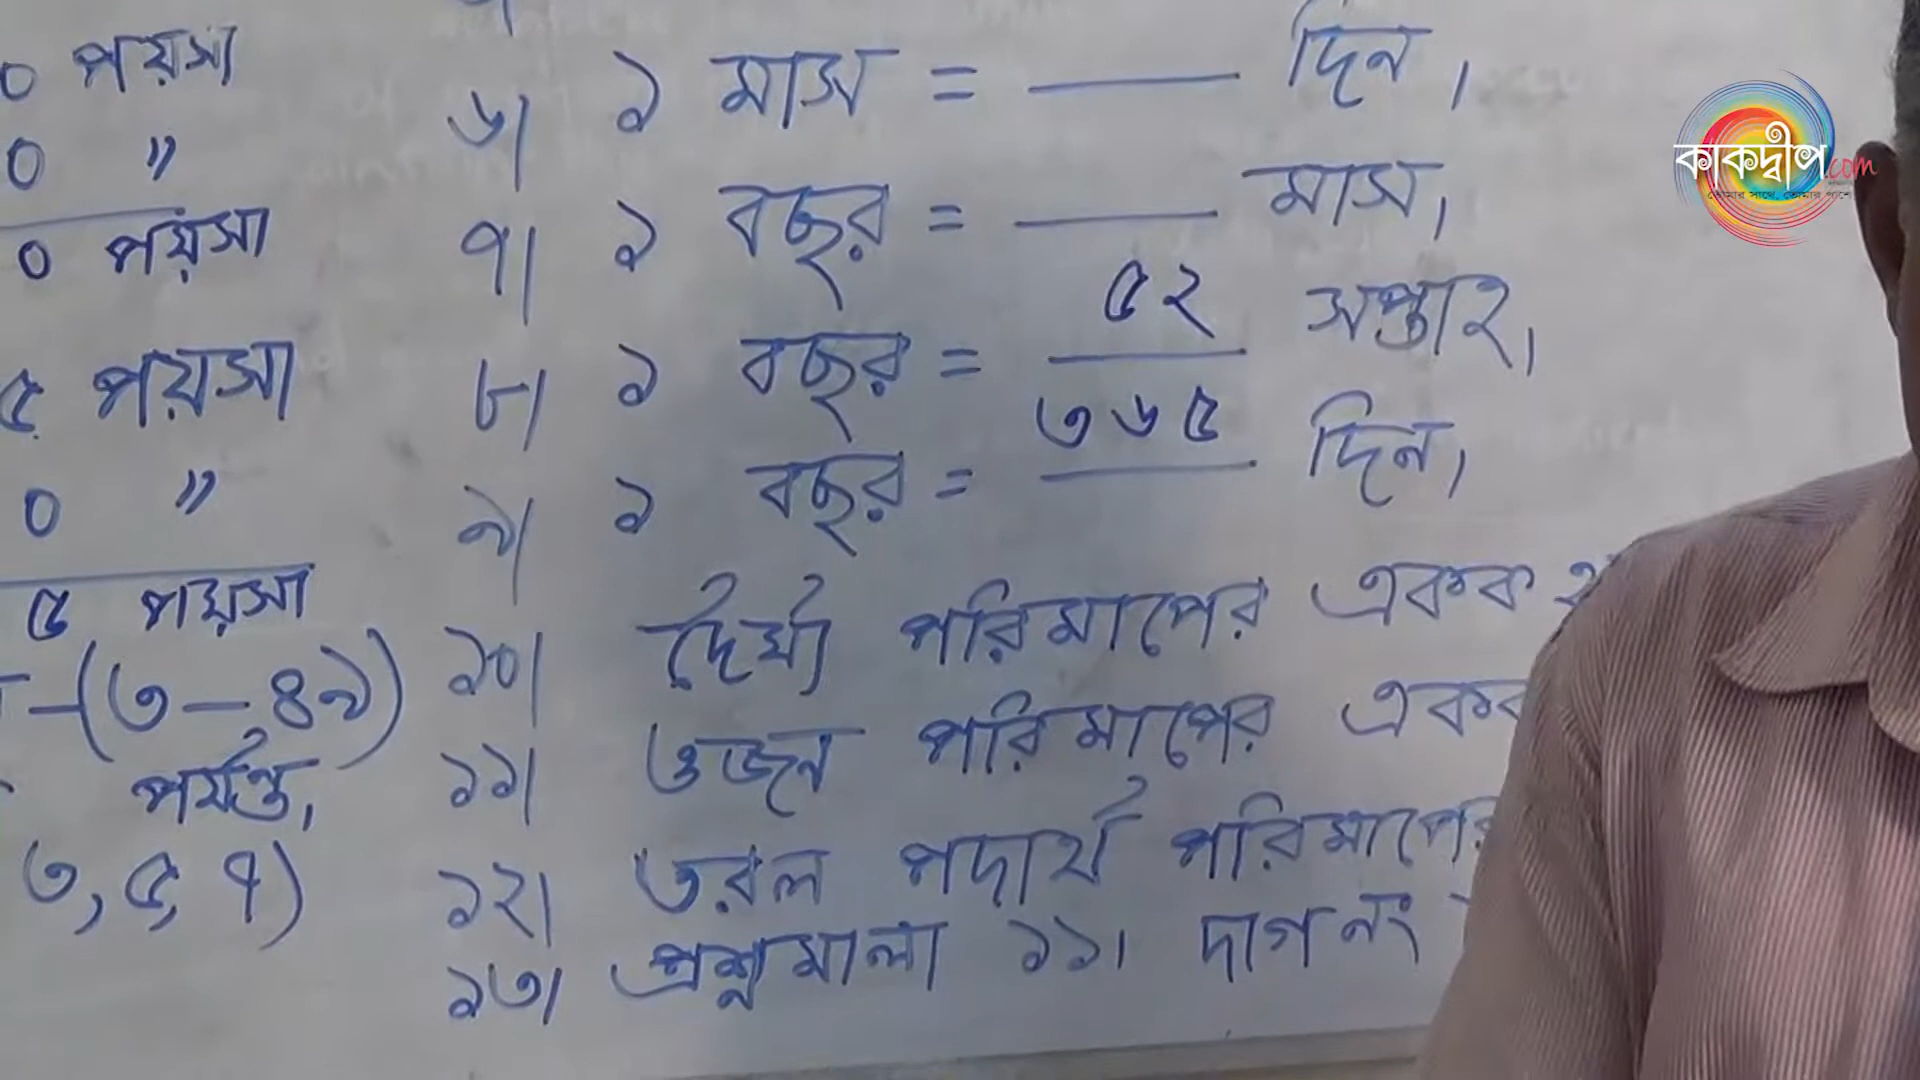 ০ পয়সা
০ "
০ পয়সা
৫ পয়সা
০ "
৫ পয়সা
-(৩-৪৯)
পর্যন্ত,
৩, ৫, ৭)
৬। ১ মাস = ___ দিন।
৭। ১ বছর = ___ মাস।
৮। ১ বছর = ৫২ সপ্তাহ।
৯। ১ বছর = ৩৬৫ দিন।
১০। দৈর্ঘ্য পরিমাপের একক
১১। ওজন পরিমাপের একক
১২। তরল পদার্থ পরিমাপের
১৩। প্রশ্নমালা ১১। দাগ নং
কাকদ্বীপ.com
তোমার সাথে, তোমার পাশে